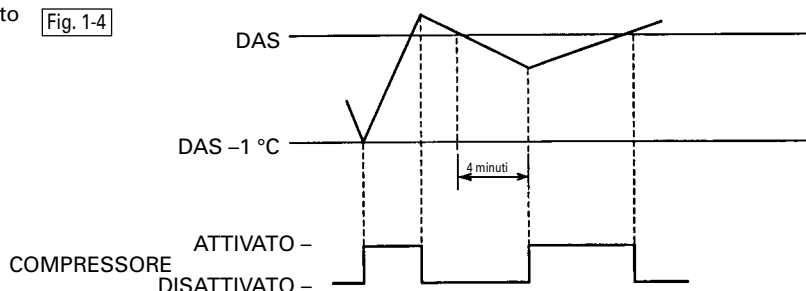 to
Fig. 1-4
DAS
DAS –1 °C
4 minuti
ATTIVATO –
COMPRESSORE
DISATTIVATO –